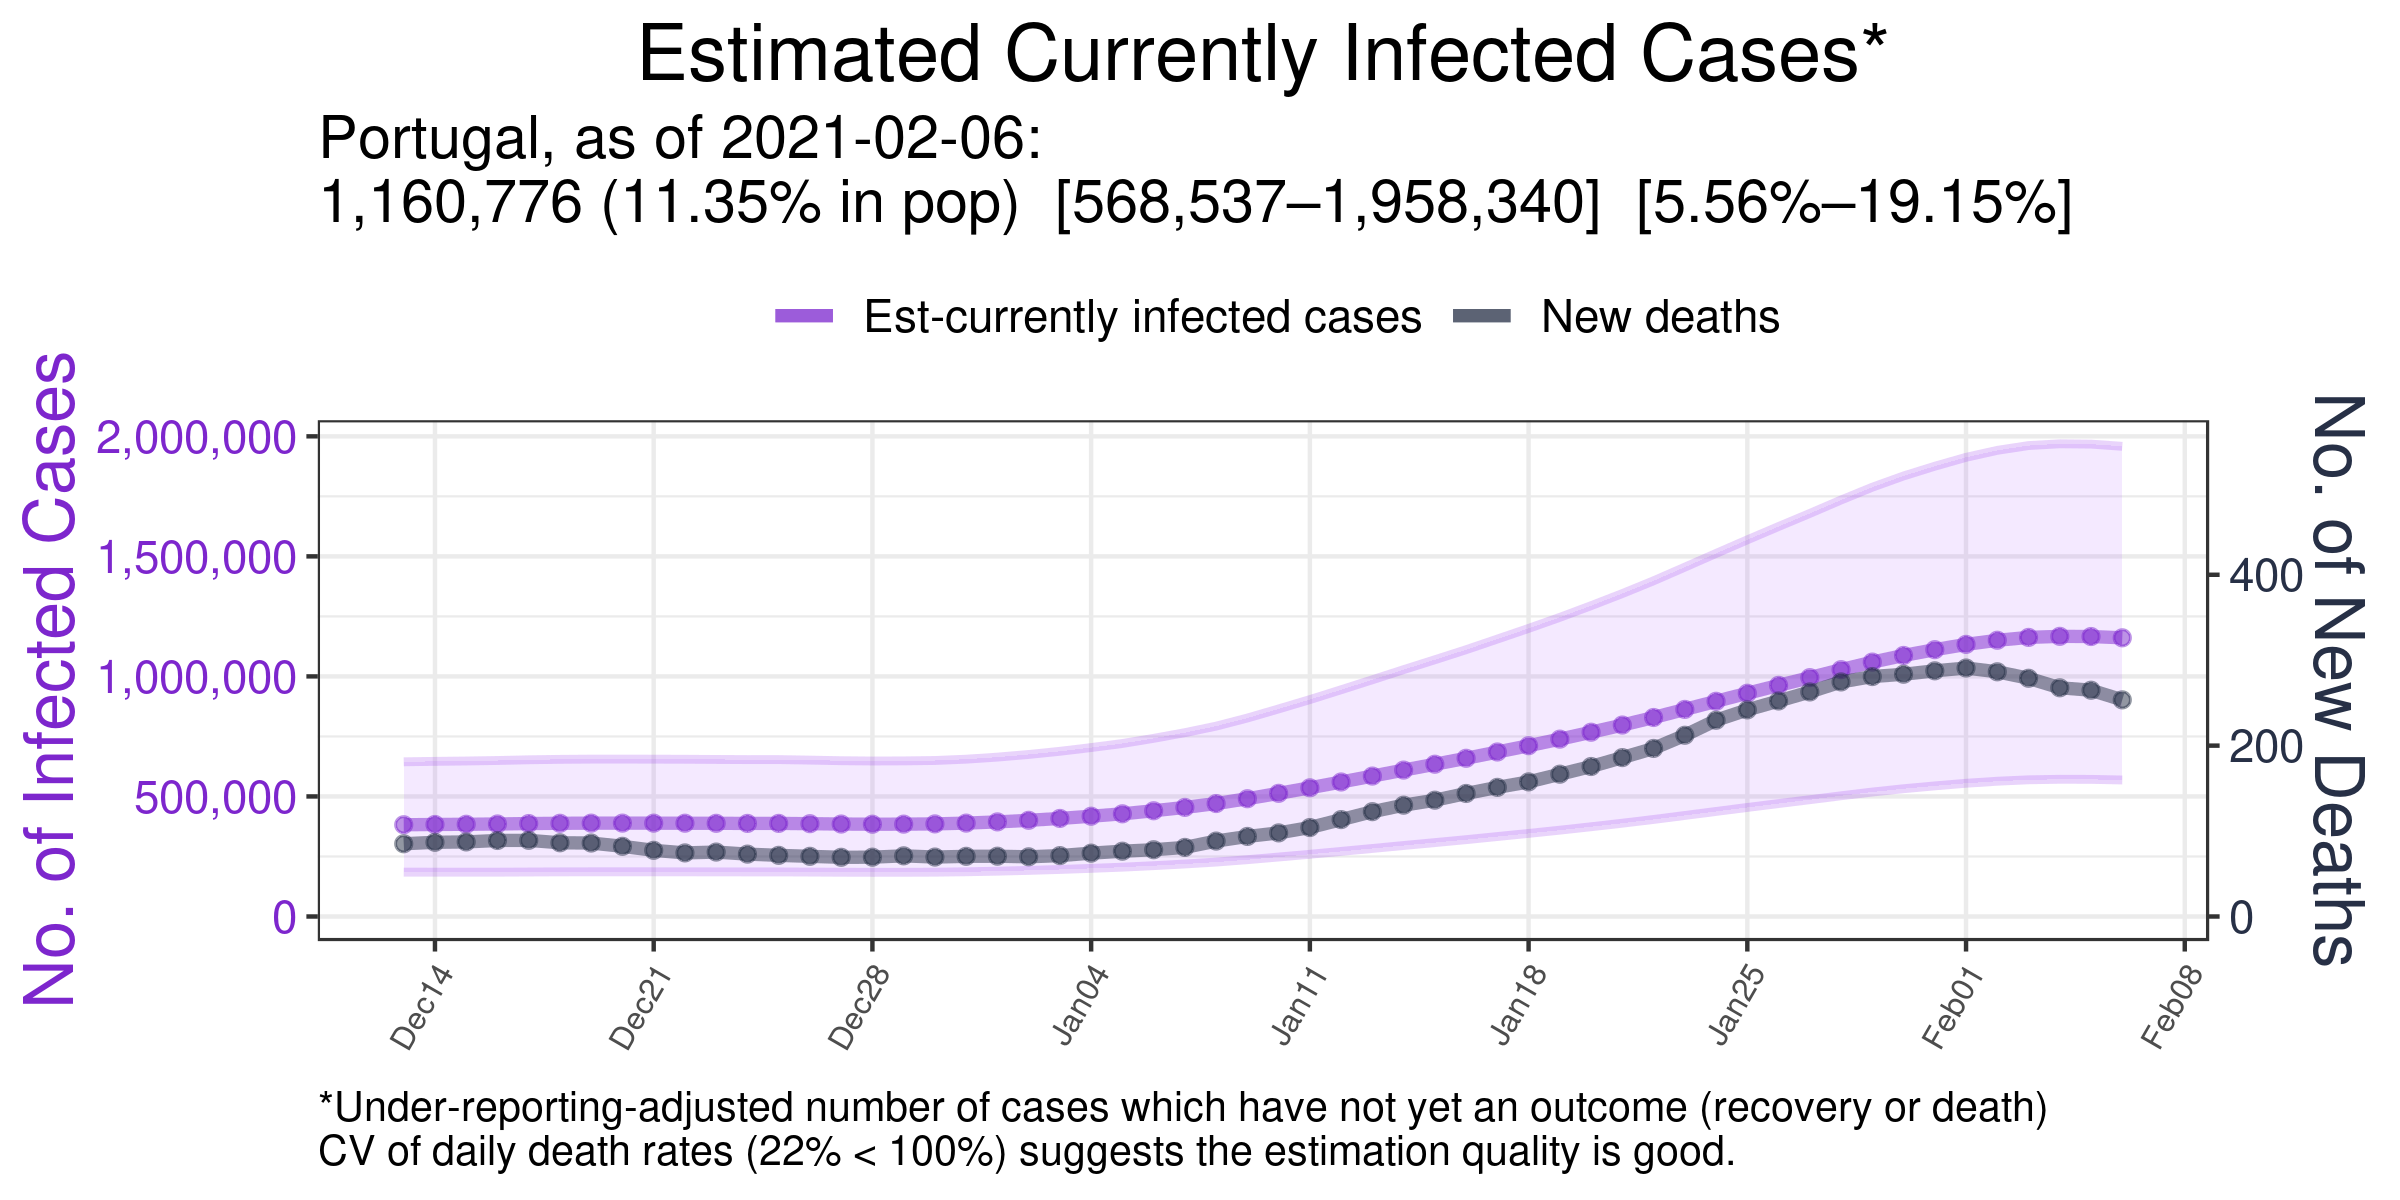 Estimated Currently Infected Cases*
Portugal, as of 2021-02-06:
1,160,776 (11.35% in pop)  [568,537–1,958,340]  [5.56%–19.15%]
Est-currently infected cases
New deaths
No. of Infected Cases
2,000,000
1,500,000
1,000,000
500,000
0
400
200
0
No. of New Deaths
Dec14
Dec21
Dec28
Jan04
Jan11
Jan18
Jan25
Feb01
Feb08
*Under-reporting-adjusted number of cases which have not yet an outcome (recovery or death)
CV of daily death rates (22% < 100%) suggests the estimation quality is good.